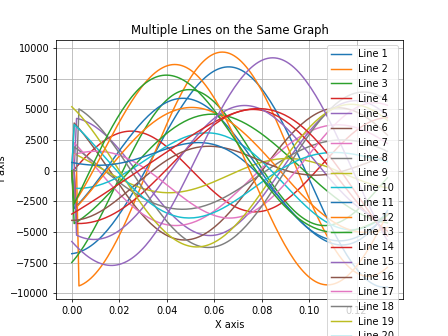 Multiple Lines on the Same Graph
10000
7500
5000
2500
0
−2500
−5000
−7500
−10000
0.00
0.02
0.04
0.06
0.08
0.10
X axis
axis
Line 1
Line 2
Line 3
Line 4
Line 5
Line 6
Line 7
Line 8
Line 9
Line 10
Line 11
Line 12
Line 13
Line 14
Line 15
Line 16
Line 17
Line 18
Line 19
Line 20